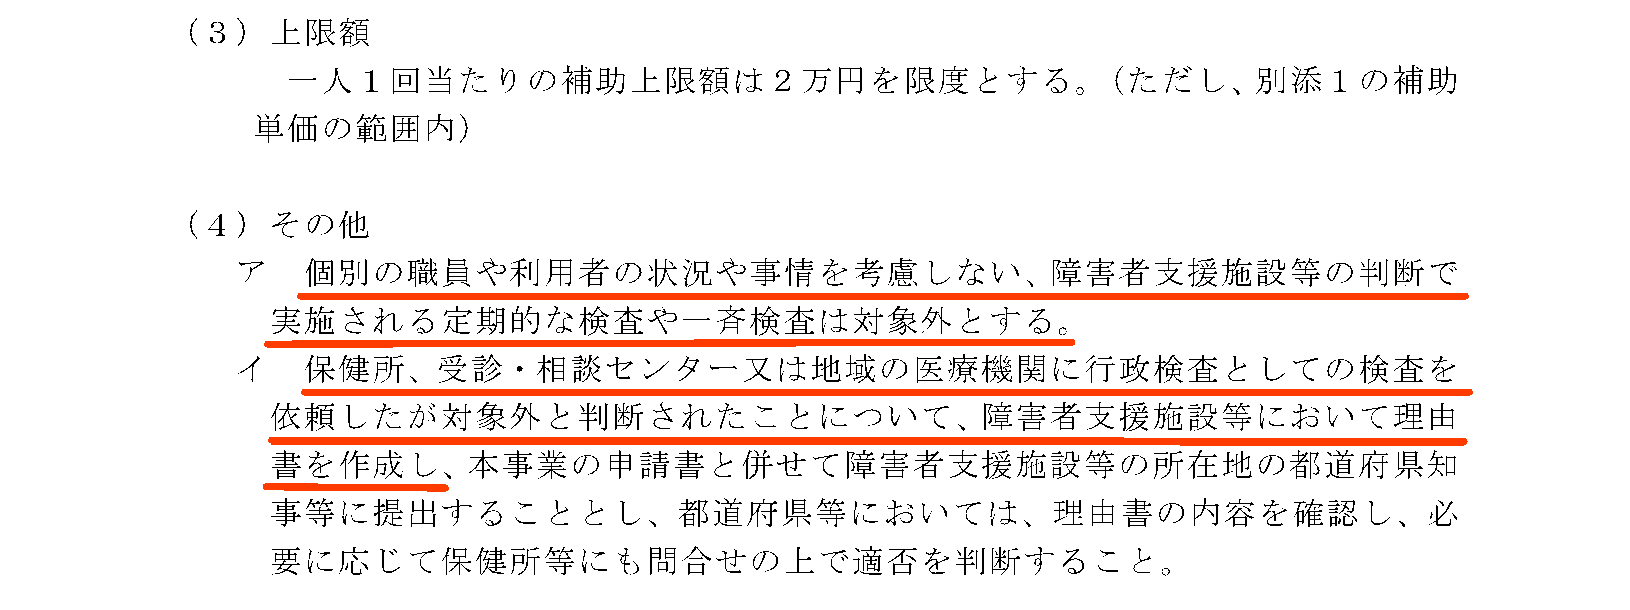 （３）上限額
一人１回当たりの補助上限額は２万円を限度とする。（ただし、別添１の補助
単価の範囲内）
（４）その他
ア　個別の職員や利用者の状況や事情を考慮しない、障害者支援施設等の判断で
実施される定期的な検査や一斉検査は対象外とする。
イ　保健所、受診・相談センター又は地域の医療機関に行政検査としての検査を
依頼したが対象外と判断されたことについて、障害者支援施設等において理由
書を作成し、本事業の申請書と併せて障害者支援施設等の所在地の都道府県知
事等に提出することとし、都道府県等においては、理由書の内容を確認し、必
要に応じて保健所等にも問合せの上で適否を判断すること。